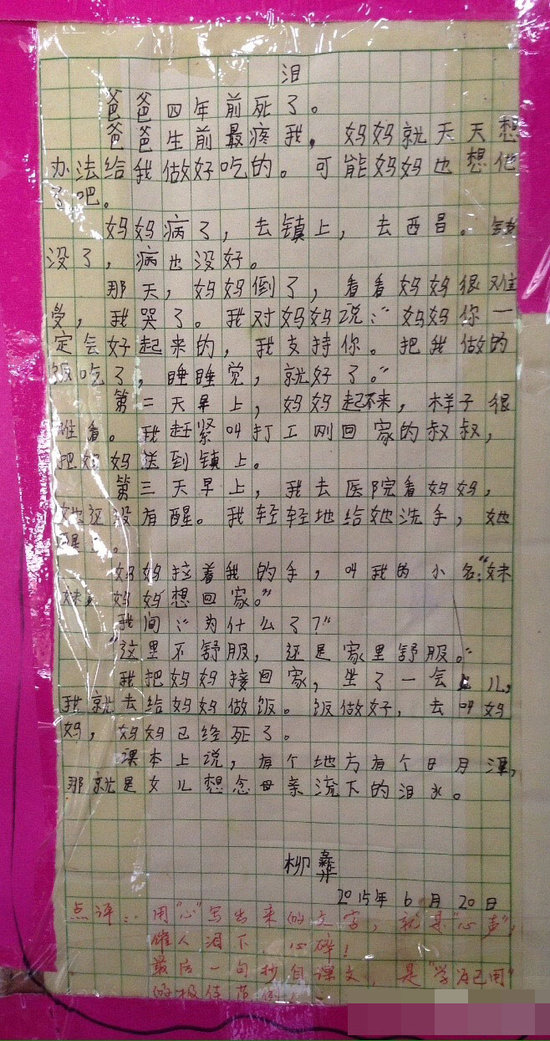 泪
爸爸四年前死了。
爸爸生前最疼我，妈妈就天天想
办法给我做好吃的。可能妈妈也想他
了吧。
妈妈病了，去镇上，去西昌。钱
没了，病也没好。
那天，妈妈倒了，看看妈妈很难
受，我哭了。我对妈妈说：“妈妈你一
定会好起来的，我支持你。把我做的
饭吃了，睡睡觉，就好了。”
第二天早上，妈妈起不来，样子很
难看。我赶紧叫打工刚回家的叔叔，
把妈妈送到镇上。
第三天早上，我去医院看妈妈，
她还没有醒。我轻轻地给她洗手，她
醒了。
妈妈拉着我的手，叫我的小名：“妹
妹，妈妈想回家。”
我问：“为什么了？”
“这里不舒服，还是家里舒服。”
我把妈妈接回家，坐了一会儿，
我就去给妈妈做饭。饭做好，去叫妈
妈，妈妈已经死了。
课本上说，有个地方有个日月潭，
那就是女儿想念母亲流下的泪水。
柳彝
2015年6月20日
点评：用“心”写出来的文字，就是“心声”，
催人泪下，心碎！
最后一句抄自课文，是“学为己用”
的极佳范例